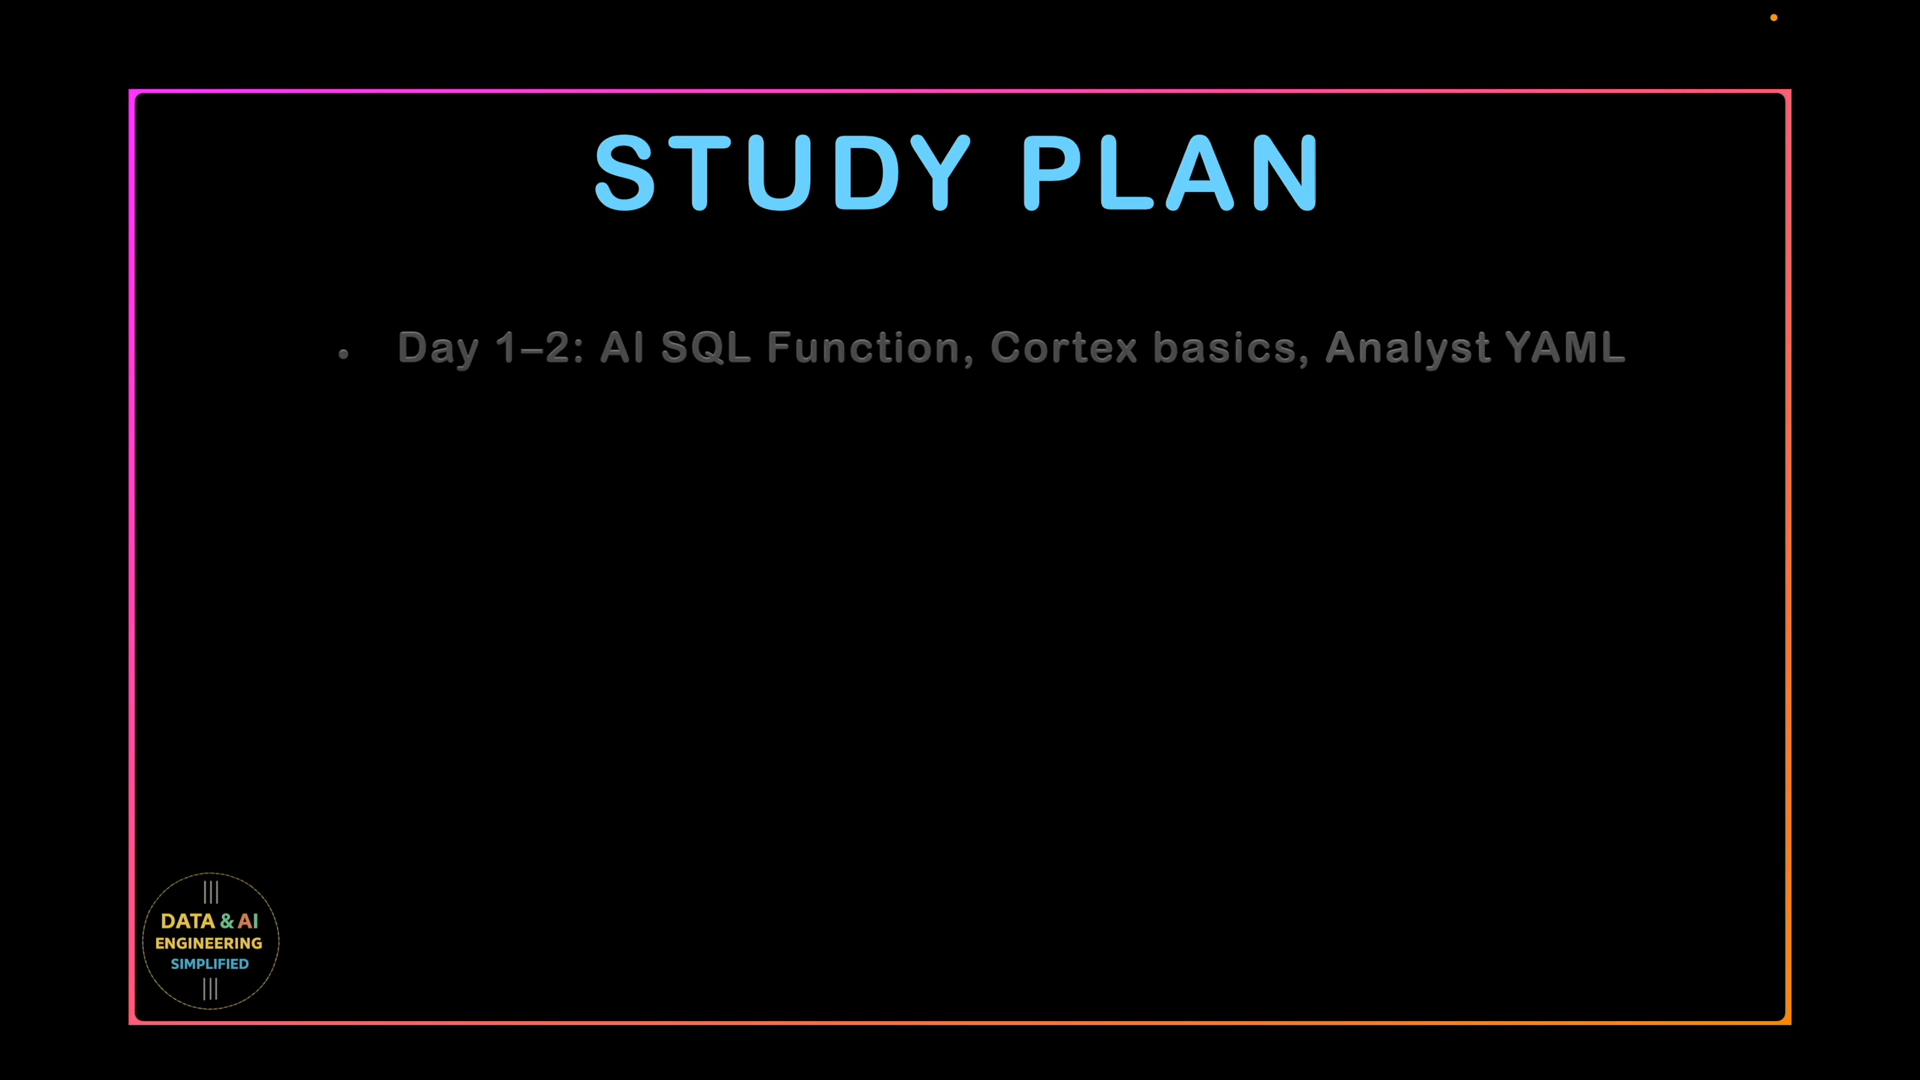 STUDY PLAN
• Day 1–2: AI SQL Function, Cortex basics, Analyst YAML
DATA & AI
ENGINEERING
SIMPLIFIED